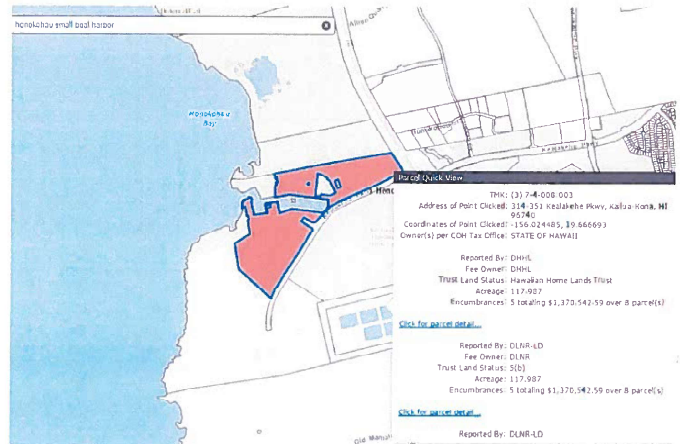 honokohau small boat harbor
Honokohau
Bay
Kealakehe Pkwy
Parcel Quick View
TMK: (3) 7-4-008:003
Address of Point Clicked: 314-351 Kealakehe Pkwy, Kailua-Kona, HI
96740
Coordinates of Point Clicked: -156.024485, 19.666693
Owner(s) per COH Tax Office: STATE OF HAWAII
Reported By: DHHL
Fee Owner: DHHL
Trust Land Status: Hawaiian Home Lands Trust
Acreage: 117.987
Encumbrances: 5 totaling $1,370,542.59 over 8 parcel(s)
Click for parcel detail...
Reported By: DLNR-LD
Fee Owner: DLNR
Trust Land Status: 5(b)
Acreage: 117.987
Encumbrances: 5 totaling $1,370,542.59 over 8 parcel(s)
Click for parcel detail...
Reported By: DLNR-LD
Old